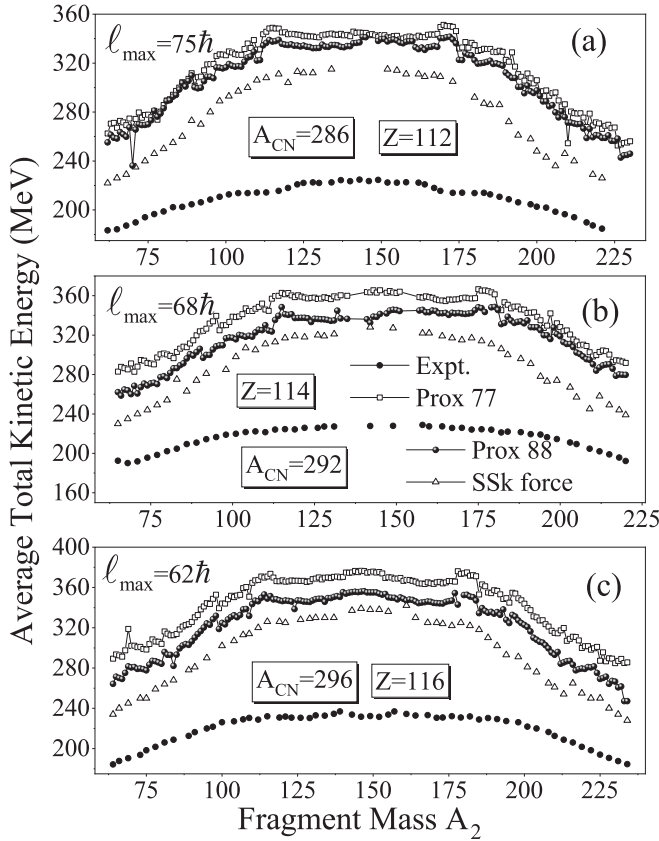 Average Total Kinetic Energy (MeV)
360
320
280
240
200
ℓmax=75ħ
(a)
ACN=286
Z=112
75
100
125
150
175
200
225
360
320
280
240
200
160
ℓmax=68ħ
(b)
Z=114
ACN=292
Expt.
Prox 77
Prox 88
SSk force
75
100
125
150
175
200
220
400
360
320
280
240
200
ℓmax=62ħ
(c)
ACN=296
Z=116
75
100
125
150
175
200
225
Fragment Mass A2